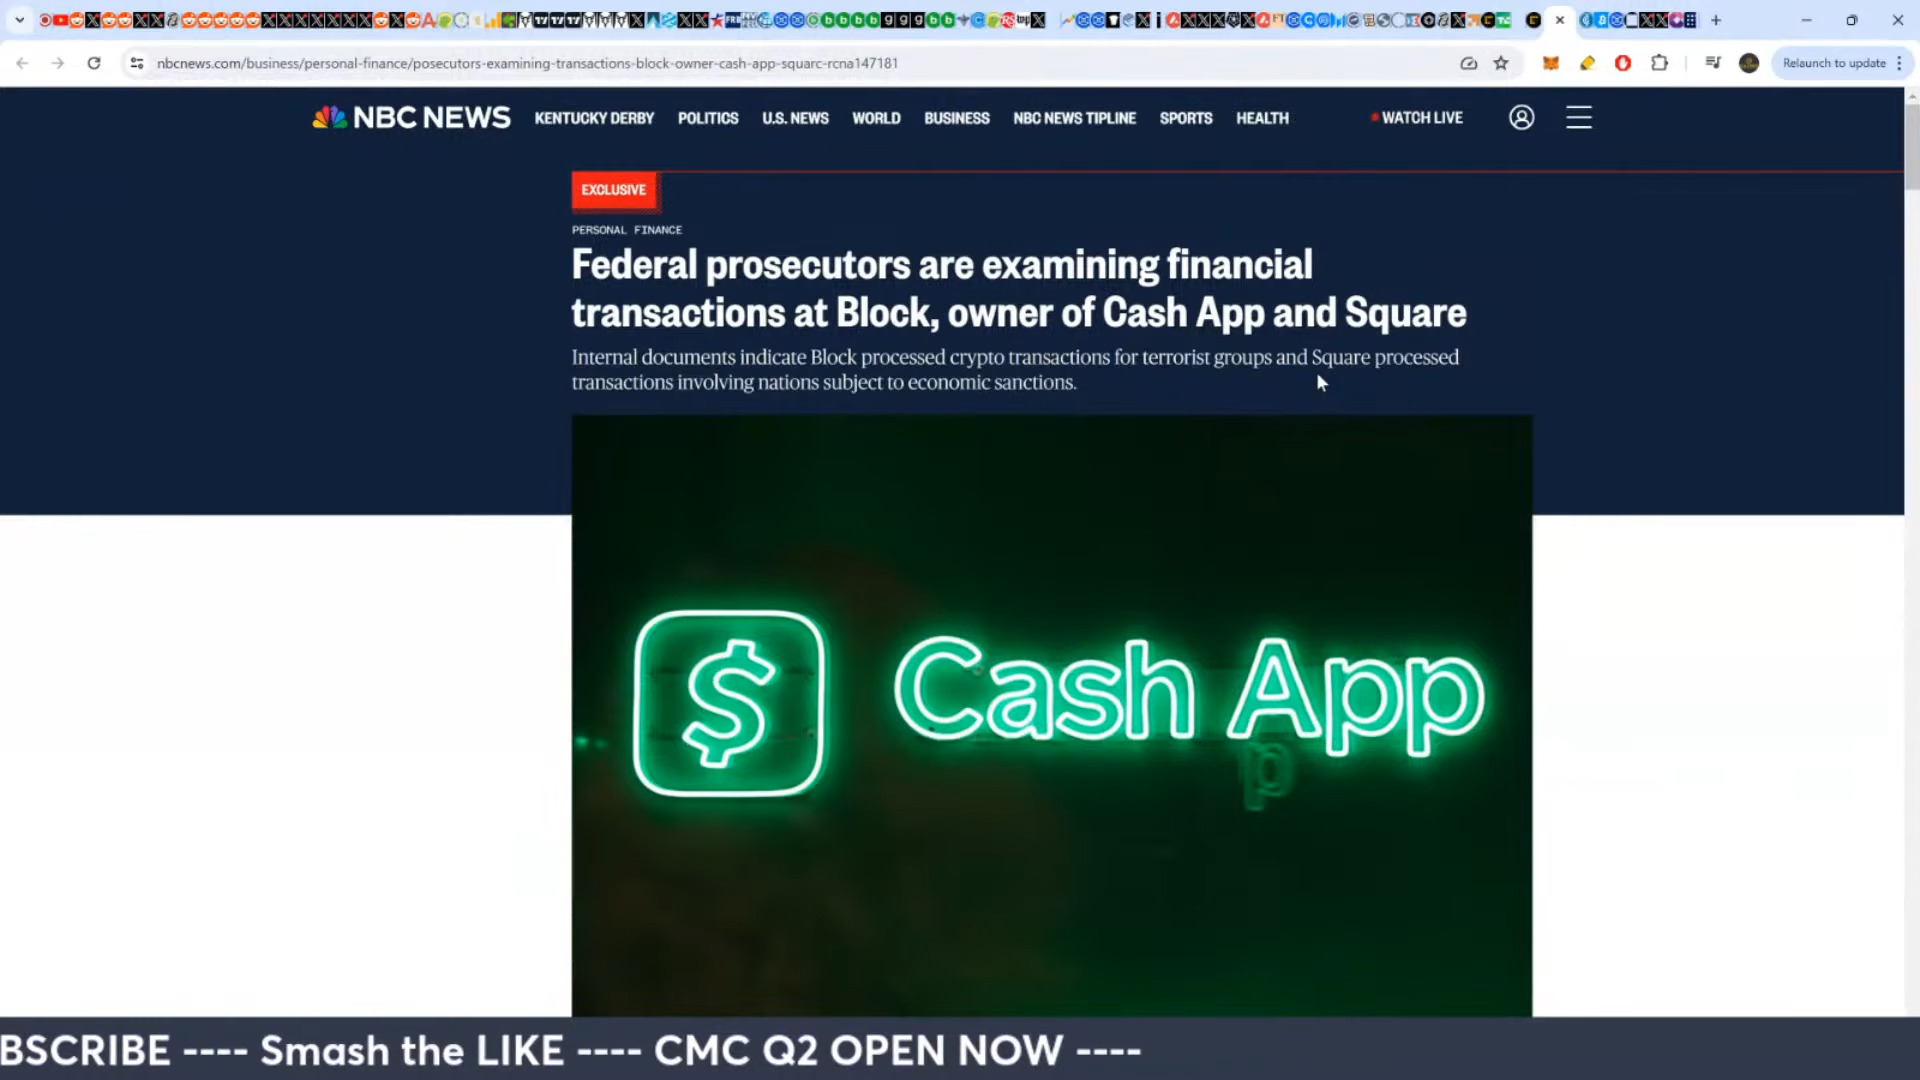 nbcnews.com/business/personal-finance/posecutors-examining-transactions-block-owner-cash-app-squarc-rcna147181
Relaunch to update
NBC NEWS
KENTUCKY DERBY
POLITICS
U.S. NEWS
WORLD
BUSINESS
NBC NEWS TIPLINE
SPORTS
HEALTH
WATCH LIVE
EXCLUSIVE
PERSONAL FINANCE
Federal prosecutors are examining financial
transactions at Block, owner of Cash App and Square
Internal documents indicate Block processed crypto transactions for terrorist groups and Square processed
transactions involving nations subject to economic sanctions.
$ Cash App
BSCRIBE ---- Smash the LIKE ---- CMC Q2 OPEN NOW ----